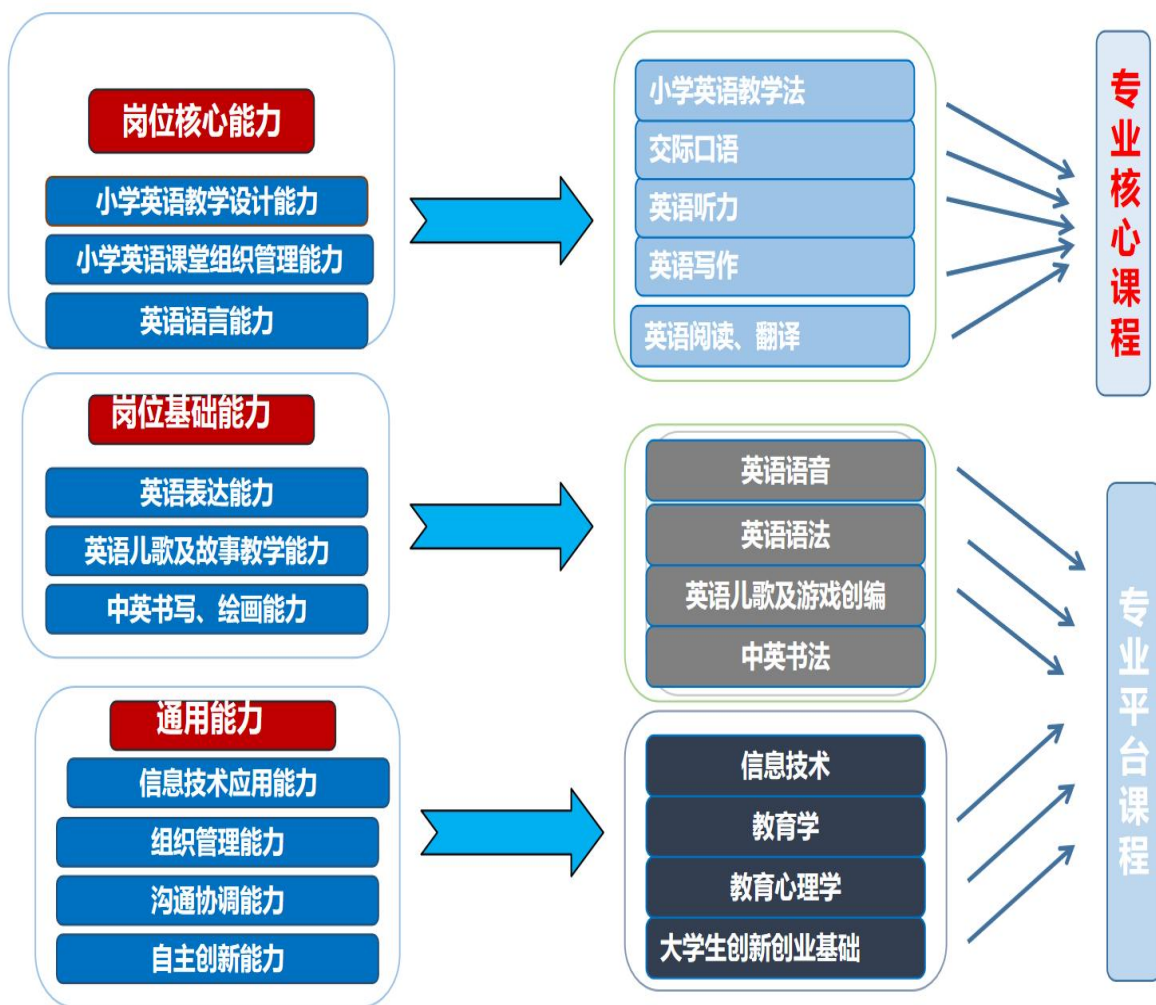 岗位核心能力
小学英语教学设计能力
小学英语课堂组织管理能力
英语语言能力
小学英语教学法
交际口语
英语听力
英语写作
英语阅读、翻译
专业核心课程
岗位基础能力
英语表达能力
英语儿歌及故事教学能力
中英书写、绘画能力
英语语音
英语语法
英语儿歌及游戏创编
中英书法
通用能力
信息技术应用能力
组织管理能力
沟通协调能力
自主创新能力
信息技术
教育学
教育心理学
大学生创新创业基础
专业平台课程